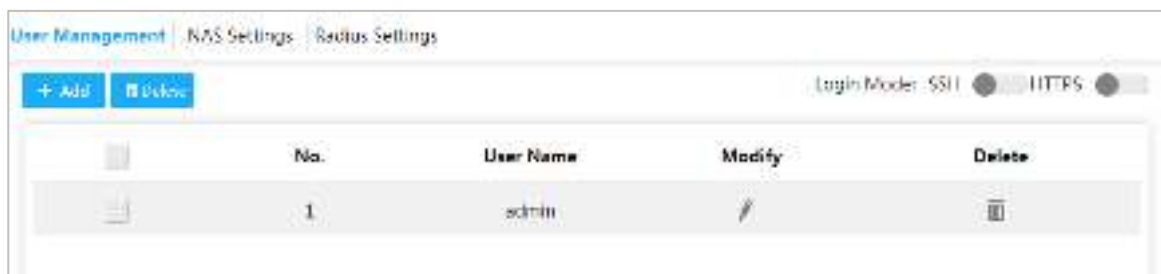 User Management NAS Settings Radius Settings
+ Add Delete Login Mode: SSH HTTPS
No. User Name Modify Delete
1 admin